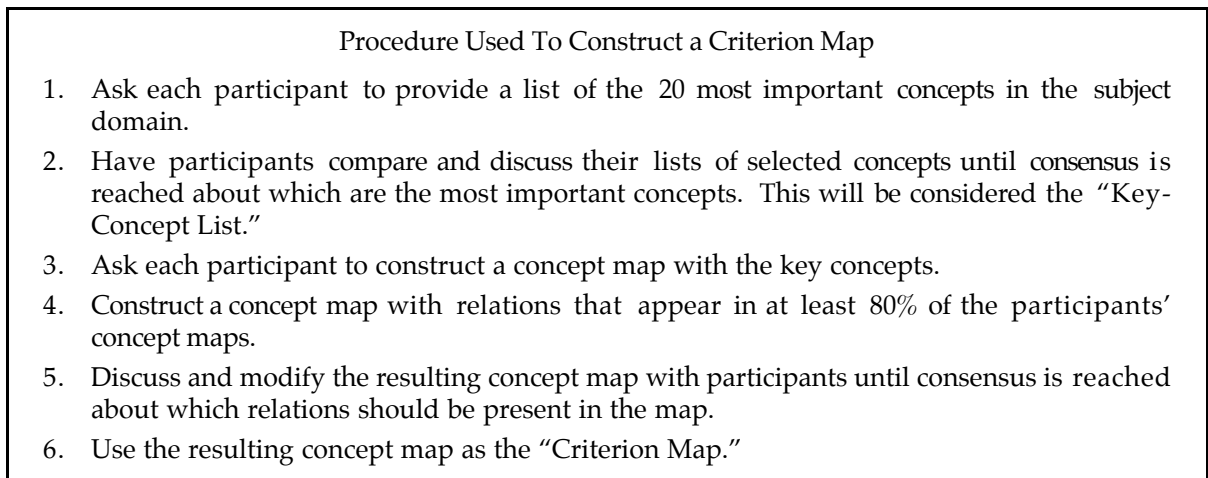 Procedure Used To Construct a Criterion Map
1. Ask each participant to provide a list of the 20 most important concepts in the subject
domain.
2. Have participants compare and discuss their lists of selected concepts until consensus is
reached about which are the most important concepts. This will be considered the “Key-
Concept List.”
3. Ask each participant to construct a concept map with the key concepts.
4. Construct a concept map with relations that appear in at least 80% of the participants’
concept maps.
5. Discuss and modify the resulting concept map with participants until consensus is reached
about which relations should be present in the map.
6. Use the resulting concept map as the “Criterion Map.”